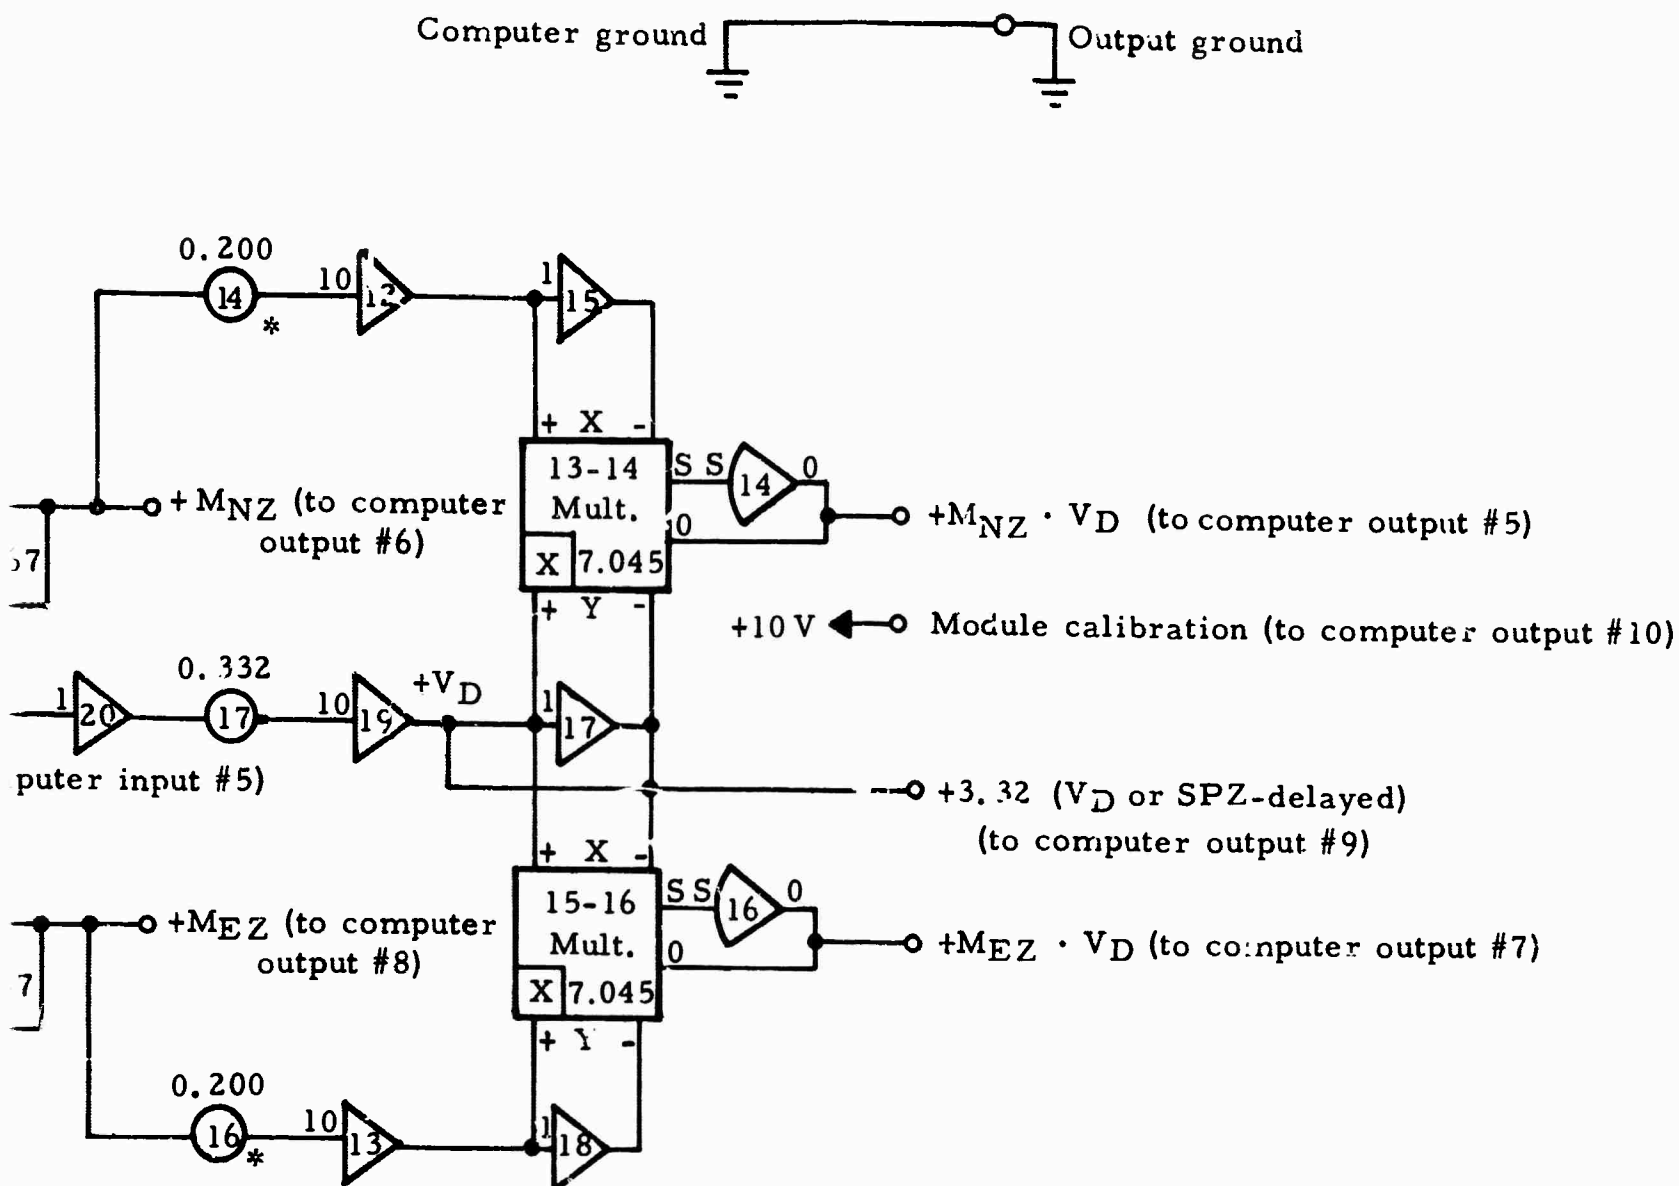 Computer ground
Output ground
0.200
14
*
10
12
1
15
+ X -
13-14
Mult.
X 7.045
S S
14
0
0
+ Y -
+ MNZ (to computer
output #6)
+MNZ · VD (to computer output #5)
+10 V
Module calibration (to computer output #10)
7
1
20
0.332
17
10
19
+VD
1
17
puter input #5)
+3.32 (VD or SPZ-delayed)
(to computer output #9)
+ X -
15-16
Mult.
X 7.045
S S
16
0
0
+ Y -
+MEZ (to computer
output #8)
+MEZ · VD (to computer output #7)
7
0.200
16
*
10
13
1
18